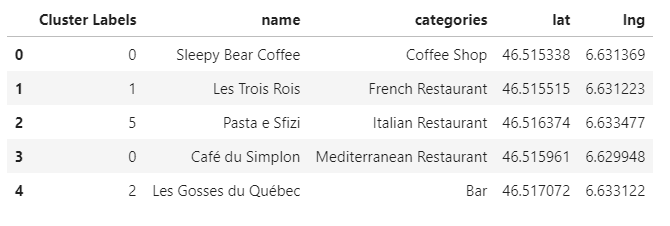 Cluster Labels name categories lat lng
0 0 Sleepy Bear Coffee Coffee Shop 46.515338 6.631369
1 1 Les Trois Rois French Restaurant 46.515515 6.631223
2 5 Pasta e Sfizi Italian Restaurant 46.516374 6.633477
3 0 Café du Simplon Mediterranean Restaurant 46.515961 6.629948
4 2 Les Gosses du Québec Bar 46.517072 6.633122